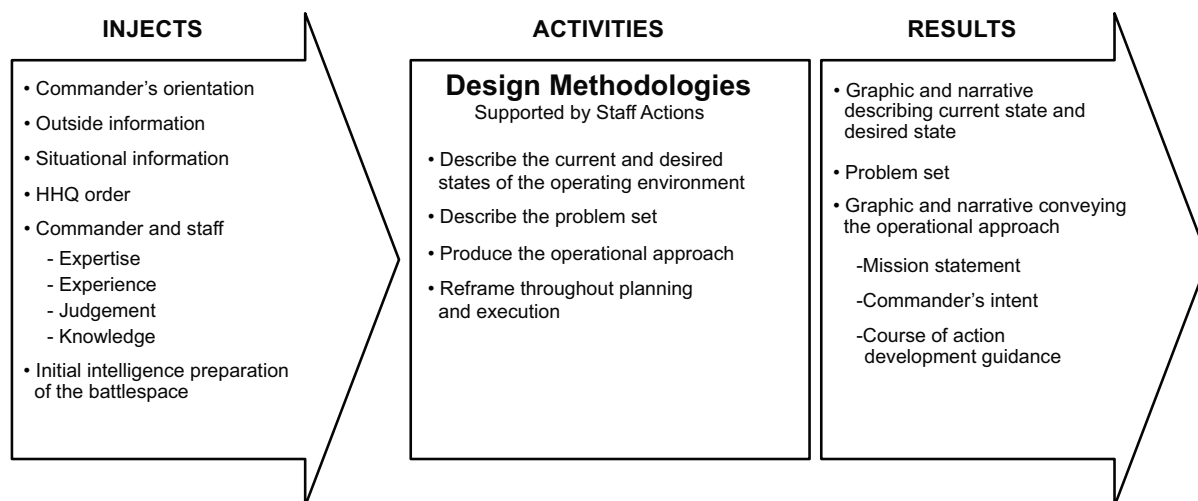 INJECTS
• Commander’s orientation
• Outside information
• Situational information
• HHQ order
• Commander and staff
- Expertise
- Experience
- Judgement
- Knowledge
• Initial intelligence preparation
of the battlespace
ACTIVITIES
Design Methodologies
Supported by Staff Actions
• Describe the current and desired
states of the operating environment
• Describe the problem set
• Produce the operational approach
• Reframe throughout planning
and execution
RESULTS
• Graphic and narrative
describing current state and
desired state
• Problem set
• Graphic and narrative conveying
the operational approach
-Mission statement
-Commander’s intent
-Course of action
development guidance